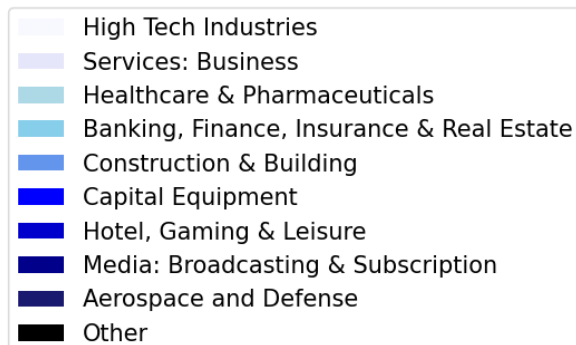 High Tech Industries
Services: Business
Healthcare & Pharmaceuticals
Banking, Finance, Insurance & Real Estate
Construction & Building
Capital Equipment
Hotel, Gaming & Leisure
Media: Broadcasting & Subscription
Aerospace and Defense
Other